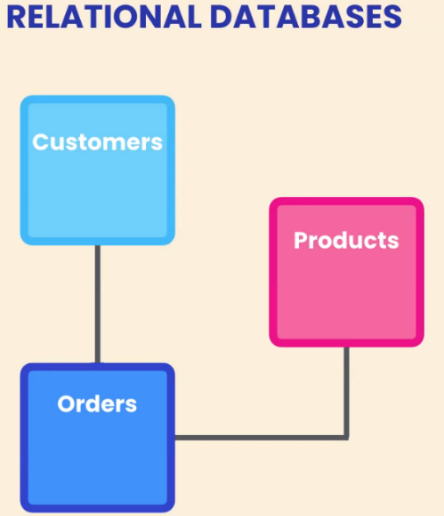 RELATIONAL DATABASES
Customers
Products
Orders